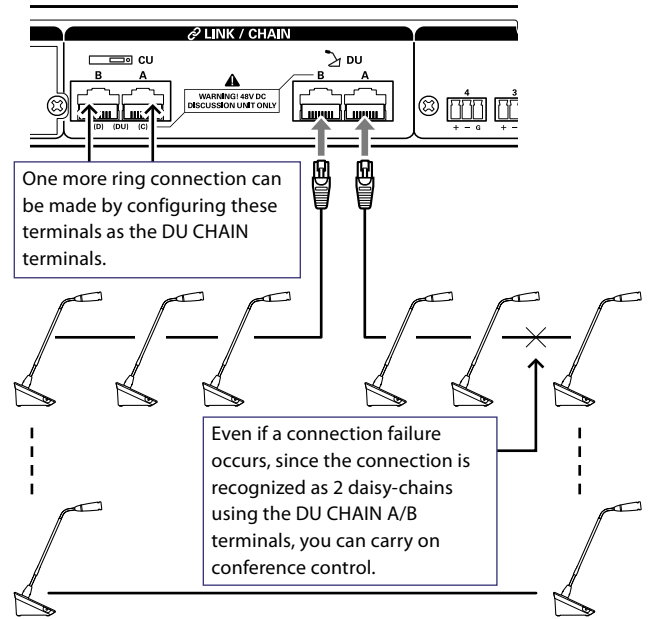 LINK / CHAIN
CU
DU
B A
B A
WARNING! 48V DC
DISCUSSION UNIT ONLY
(D) (DU) (C)
4 3
+ − G + −
One more ring connection can
be made by configuring these
terminals as the DU CHAIN
terminals.
Even if a connection failure
occurs, since the connection is
recognized as 2 daisy-chains
using the DU CHAIN A/B
terminals, you can carry on
conference control.